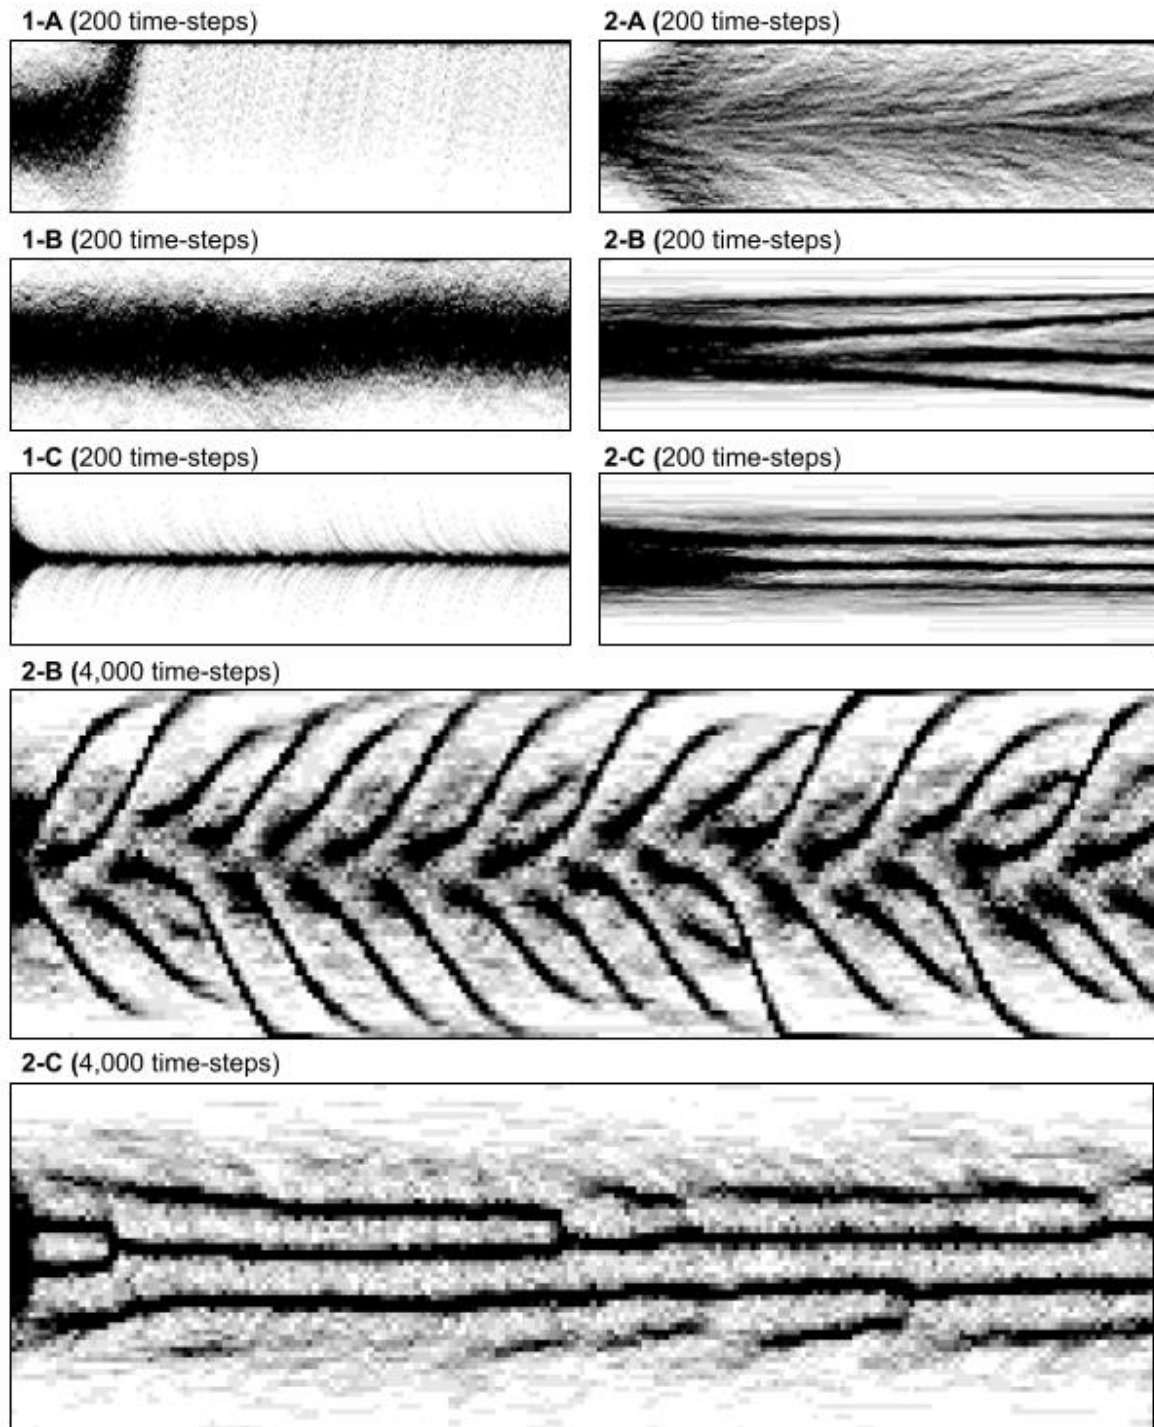 1-A (200 time-steps)
2-A (200 time-steps)
1-B (200 time-steps)
2-B (200 time-steps)
1-C (200 time-steps)
2-C (200 time-steps)
2-B (4,000 time-steps)
2-C (4,000 time-steps)